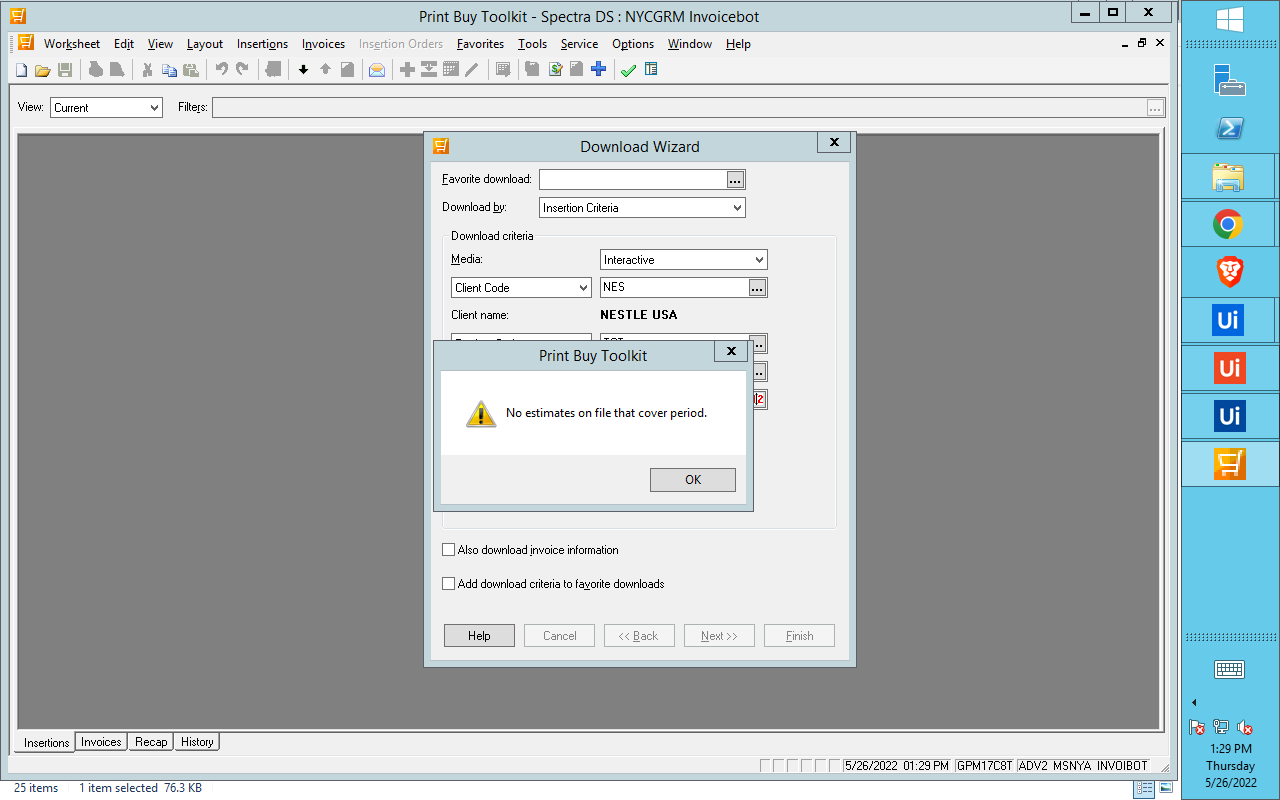 Print Buy Toolkit - Spectra DS : NYCGRM Invoicebot
Worksheet Edit View Layout Insertions Invoices Insertion Orders Favorites Tools Service Options Window Help
View: Current Filters: ...
Download Wizard
Favorite download: ...
Download by: Insertion Criteria
Download criteria
Media: Interactive
Client Code NES ...
Client name: NESTLE USA
Print Buy Toolkit
No estimates on file that cover period.
OK
Also download invoice information
Add download criteria to favorite downloads
Help Cancel << Back Next >> Finish
Insertions Invoices Recap History
5/26/2022 01:29 PM GPM17C8T ADV2 MSNYA INVOIBOT
25 items 1 item selected 76.3 KB
Ui
Ui
Ui
1:29 PM
Thursday
5/26/2022